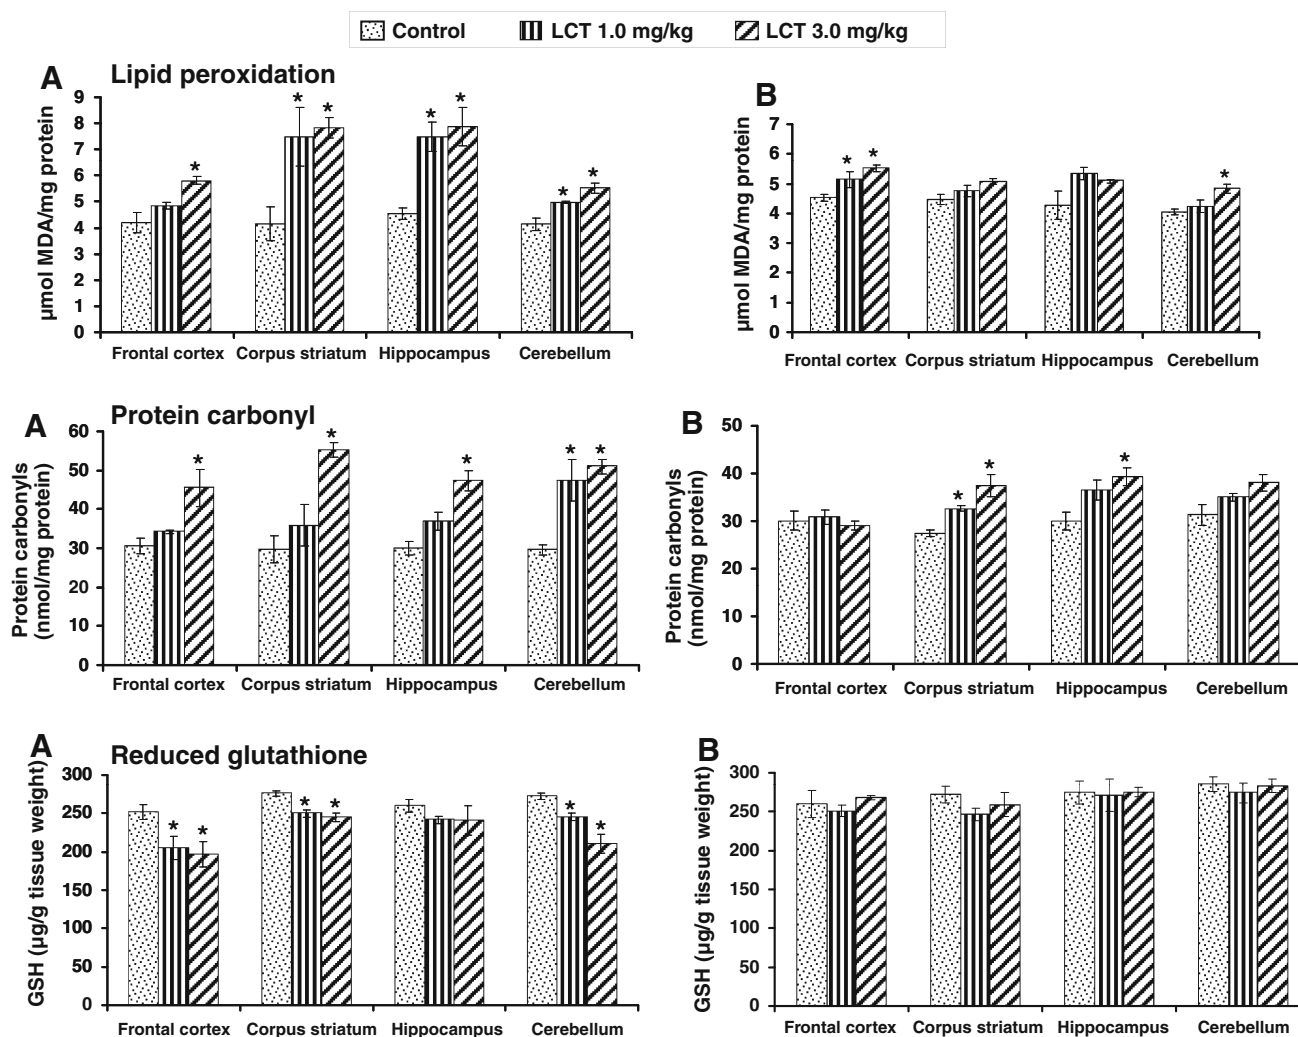 Control LCT 1.0 mg/kg LCT 3.0 mg/kg
A Lipid peroxidation
µmol MDA/mg protein
9
8
7
6
5
4
3
2
1
0
* * * * * * *
Frontal cortex Corpus striatum Hippocampus Cerebellum
B
µmol MDA/mg protein
7
6
5
4
3
2
1
0
* * *
Frontal cortex Corpus striatum Hippocampus Cerebellum
A Protein carbonyl
Protein carbonyls
(nmol/mg protein)
60
50
40
30
20
10
0
* * * * *
Frontal cortex Corpus striatum Hippocampus Cerebellum
B
Protein carbonyls
(nmol/mg protein)
50
40
30
20
10
0
* * *
Frontal cortex Corpus striatum Hippocampus Cerebellum
A Reduced glutathione
GSH (µg/g tissue weight)
300
250
200
150
100
50
0
* * * * * *
Frontal cortex Corpus striatum Hippocampus Cerebellum
B
GSH (µg/g tissue weight)
300
250
200
150
100
50
0
Frontal cortex Corpus striatum Hippocampus Cerebellum